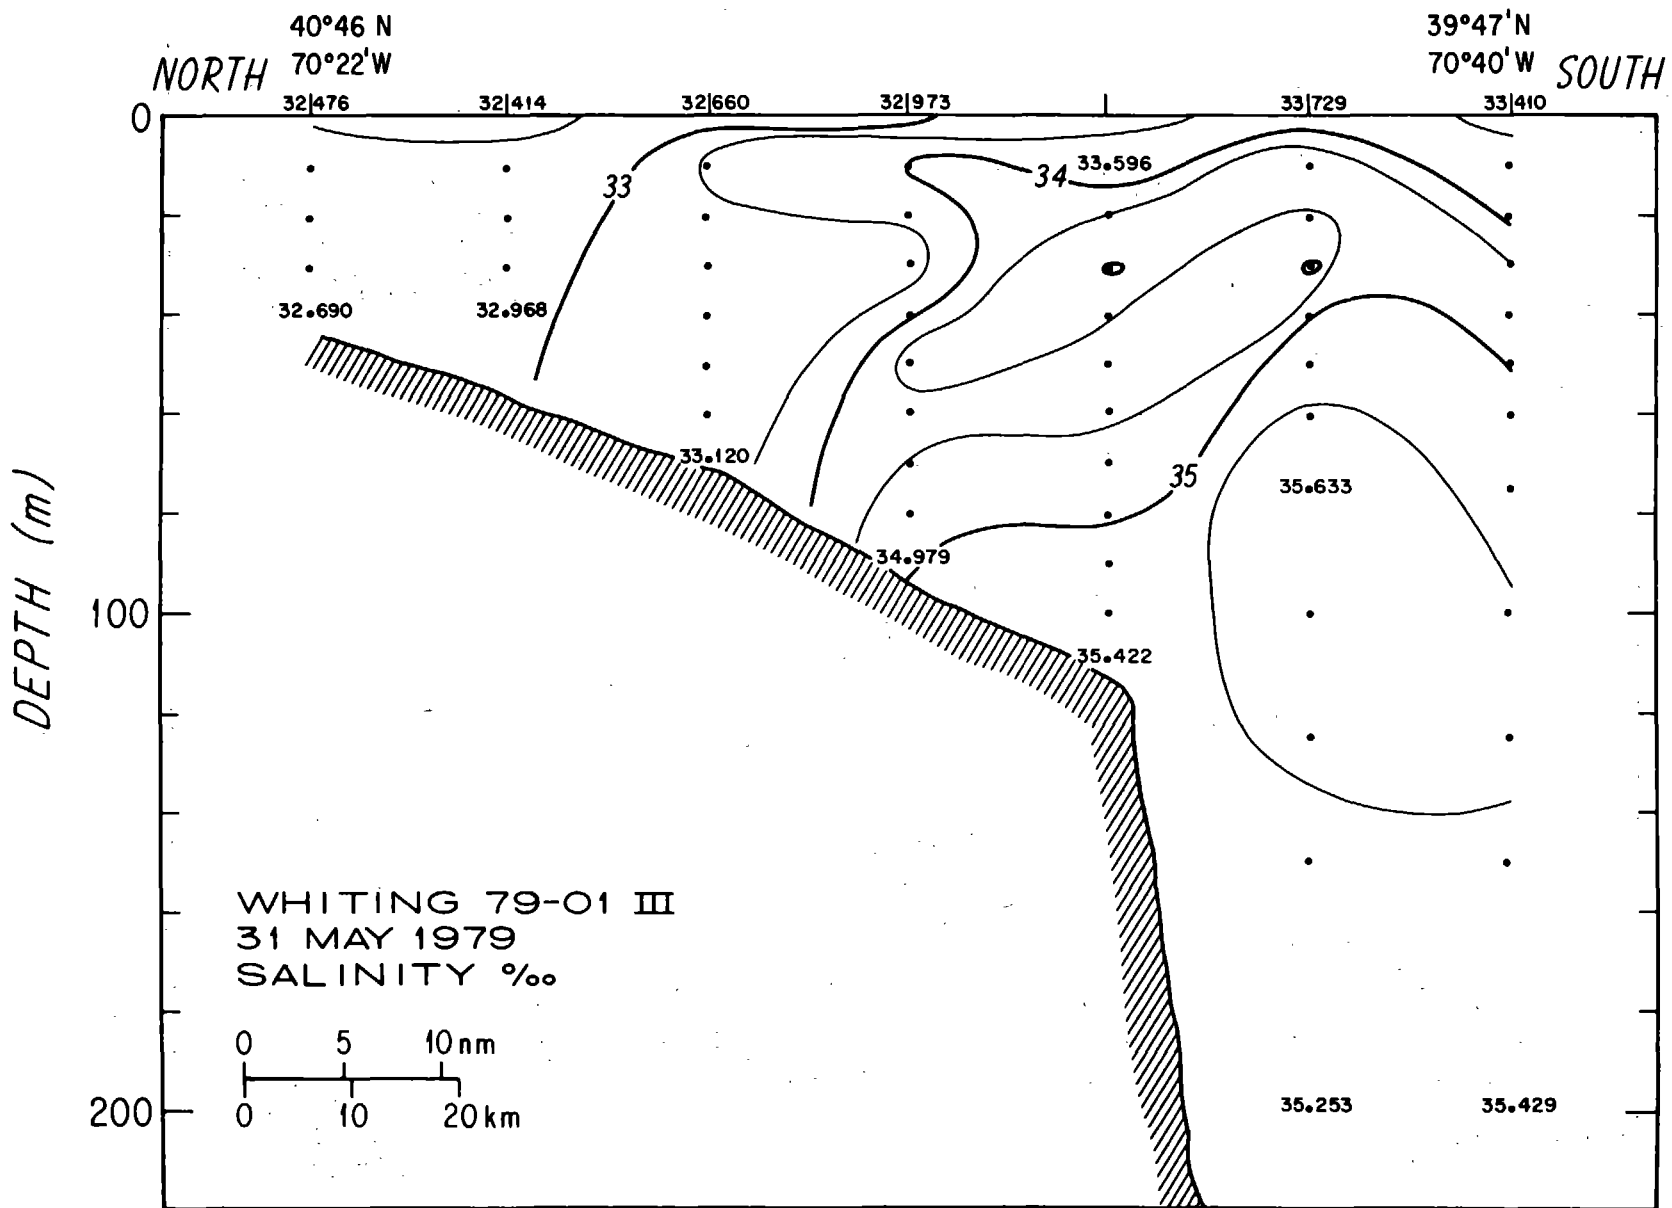 40°46 N
70°22'W
39°47'N
70°40'W
NORTH
SOUTH
32.476 32.414 32.660 32.973 33.729 33.410
0
33.596
34
33
32.690 32.968
33.120
35
35.633
34.979
100
35.422
DEPTH (m)
WHITING 79-01 III
31 MAY 1979
SALINITY ‰
0 5 10 nm
0 10 20 km
200
35.253 35.429